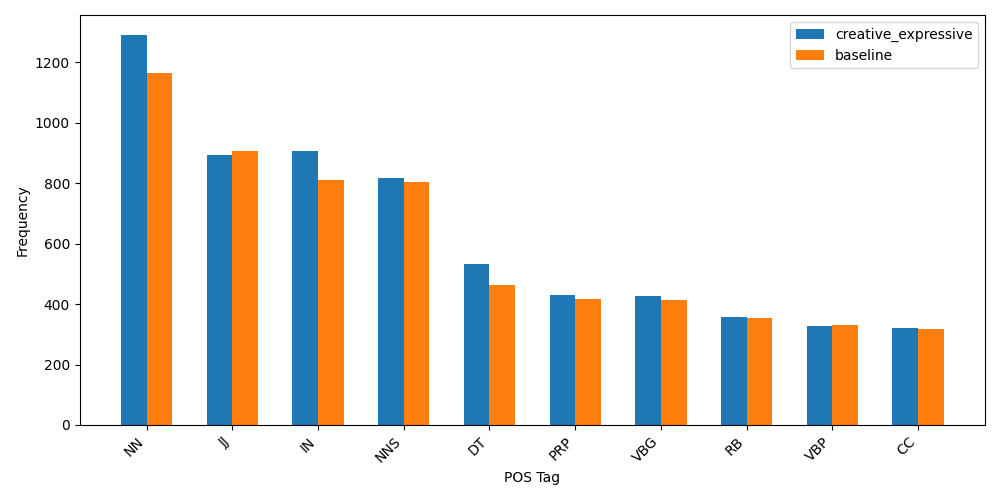 creative_expressive
baseline
Frequency
1200
1000
800
600
400
200
0
NN
JJ
IN
NNS
DT
PRP
VBG
RB
VBP
CC
POS Tag